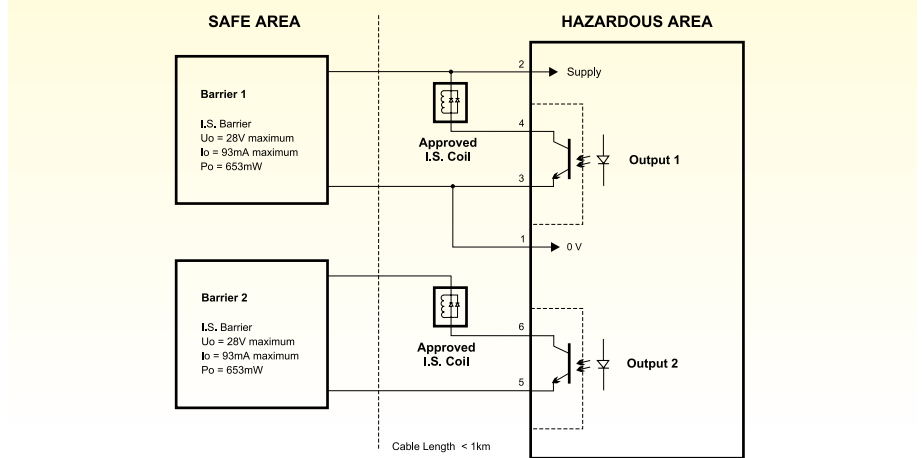 SAFE AREA
HAZARDOUS AREA
Barrier 1
I.S. Barrier
Uo = 28V maximum
Io = 93mA maximum
Po = 653mW
2
Supply
Approved
I.S. Coil
4
Output 1
3
1
0 V
Barrier 2
I.S. Barrier
Uo = 28V maximum
Io = 93mA maximum
Po = 653mW
Approved
I.S. Coil
6
Output 2
5
Cable Length < 1km